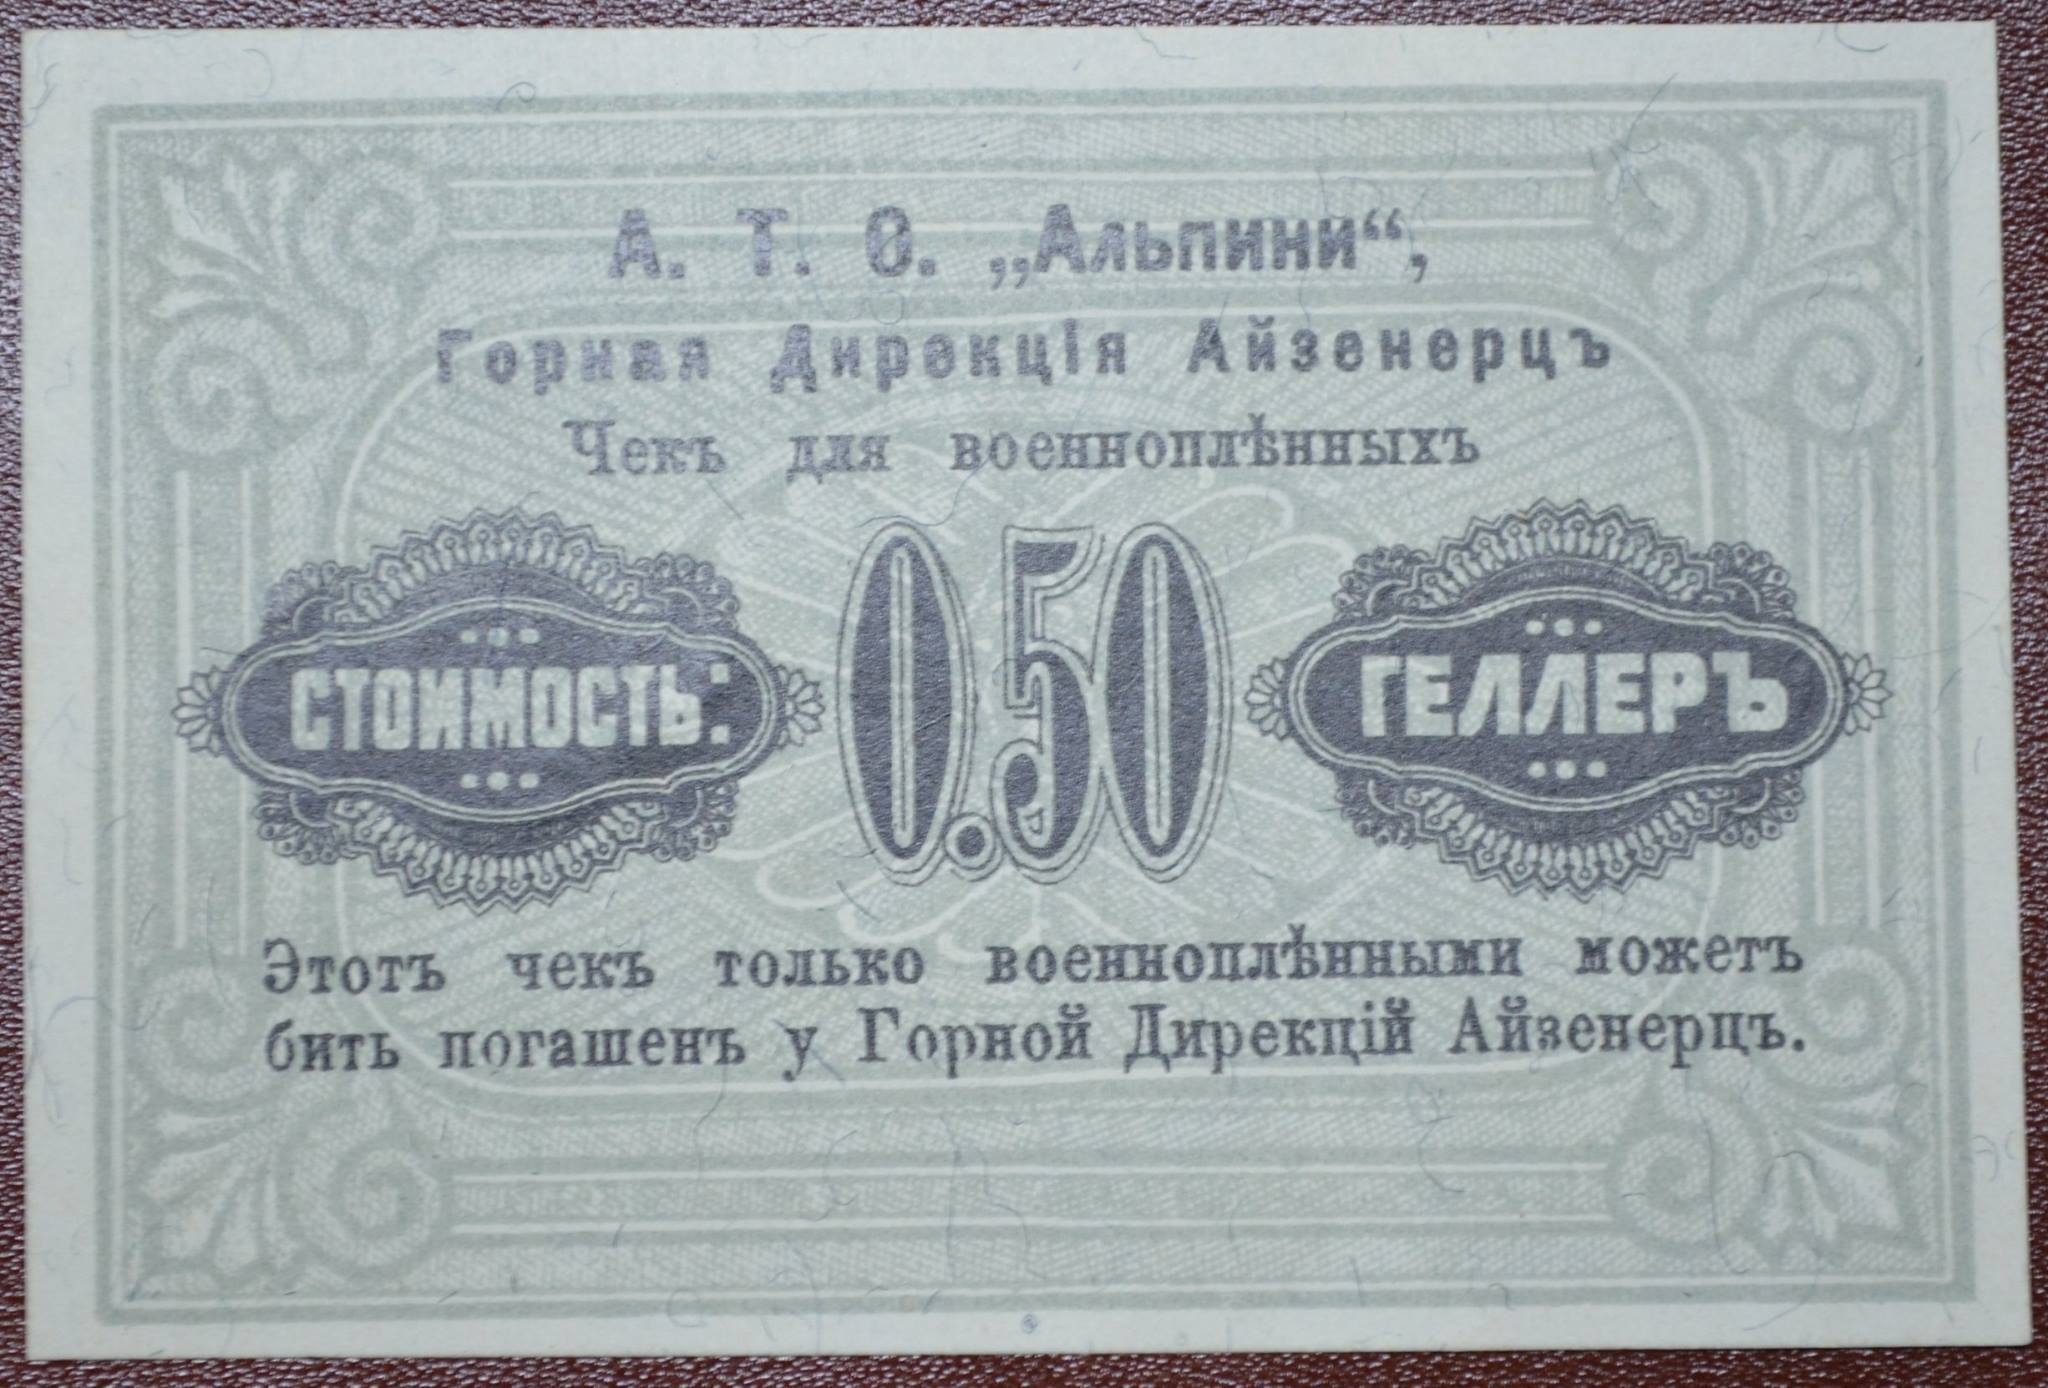 А. Т. О. „Альпини“,
Горная Дирекція Айзенерцъ
Чекъ для военноплѣнныхъ
СТОИМОСТЬ: 0.50 ГЕЛЛЕРЪ
Этотъ чекъ только военноплѣнными можетъ
бить погашенъ у Горной Дирекцій Айзенерцъ.